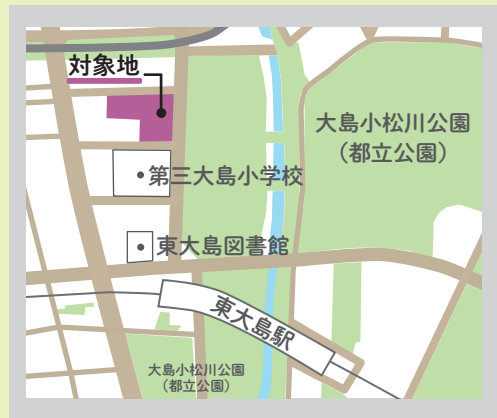 対象地
大島小松川公園
（都立公園）
第三大島小学校
東大島図書館
東大島駅
大島小松川公園
（都立公園）